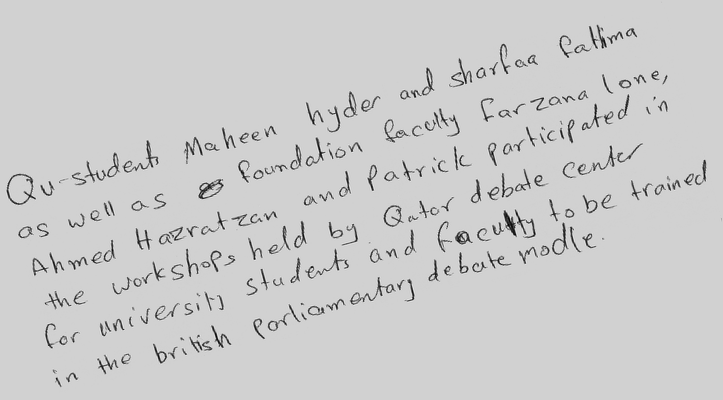 Qu-students Maheen hyder and sharfaa fatima
as well as foundation faculty farzana lone,
Ahmed Hazratzan and Patrick participated in
the workshops held by Qator debate center
for university students and faculty to be trained
in the british parliamentary debate modle.